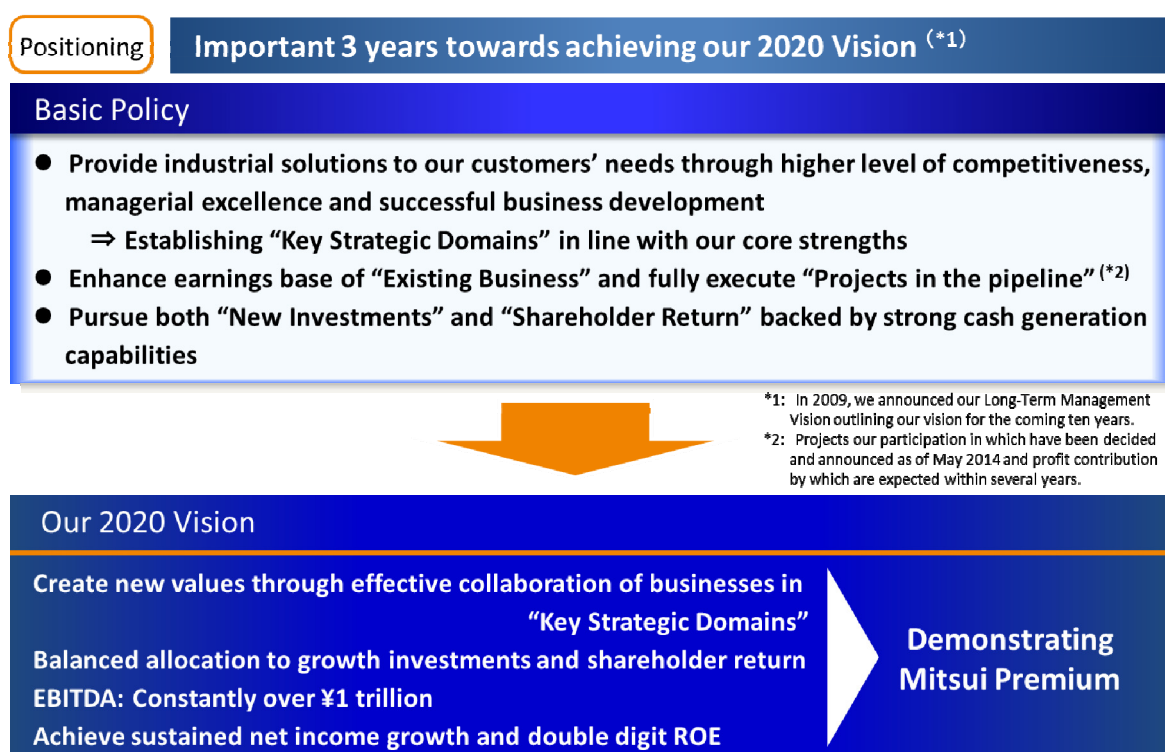 Positioning
Important 3 years towards achieving our 2020 Vision (*1)
Basic Policy
● Provide industrial solutions to our customers’ needs through higher level of competitiveness,
managerial excellence and successful business development
⇒ Establishing “Key Strategic Domains” in line with our core strengths
● Enhance earnings base of “Existing Business” and fully execute “Projects in the pipeline” (*2)
● Pursue both “New Investments” and “Shareholder Return” backed by strong cash generation
capabilities
*1: In 2009, we announced our Long-Term Management
Vision outlining our vision for the coming ten years.
*2: Projects our participation in which have been decided
and announced as of May 2014 and profit contribution
by which are expected within several years.
Our 2020 Vision
Create new values through effective collaboration of businesses in
“Key Strategic Domains”
Balanced allocation to growth investments and shareholder return
EBITDA: Constantly over ¥1 trillion
Achieve sustained net income growth and double digit ROE
Demonstrating
Mitsui Premium